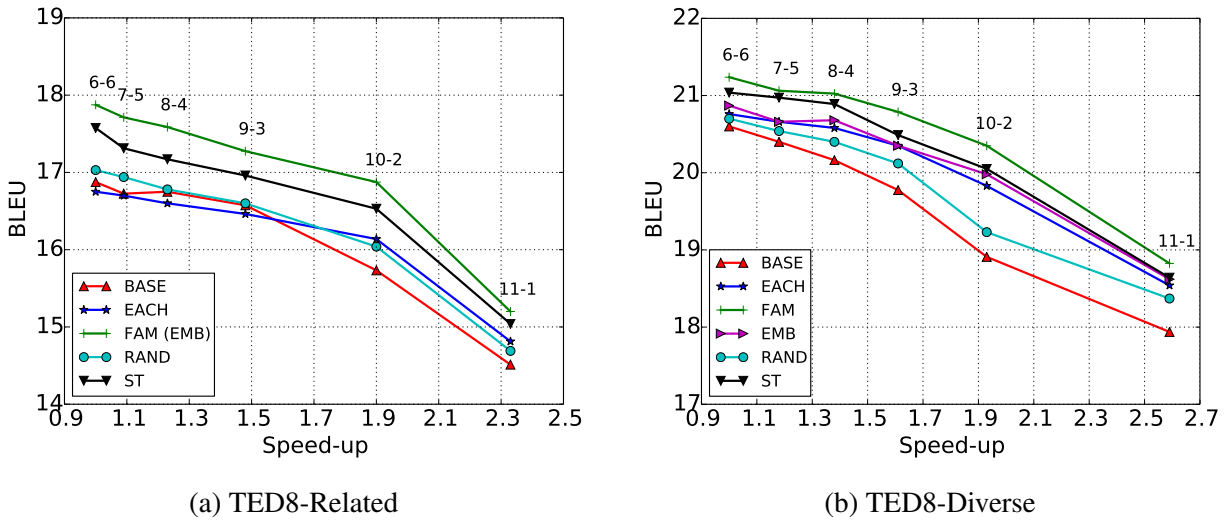 19
18
17
16
15
14
BLEU
6-6
7-5
8-4
9-3
10-2
11-1
BASE
EACH
FAM (EMB)
RAND
ST
0.9 1.1 1.3 1.5 1.7 1.9 2.1 2.3 2.5
Speed-up
(a) TED8-Related
22
21
20
19
18
17
BLEU
6-6
7-5
8-4
9-3
10-2
11-1
BASE
EACH
FAM
EMB
RAND
ST
0.9 1.1 1.3 1.5 1.7 1.9 2.1 2.3 2.5 2.7
Speed-up
(b) TED8-Diverse